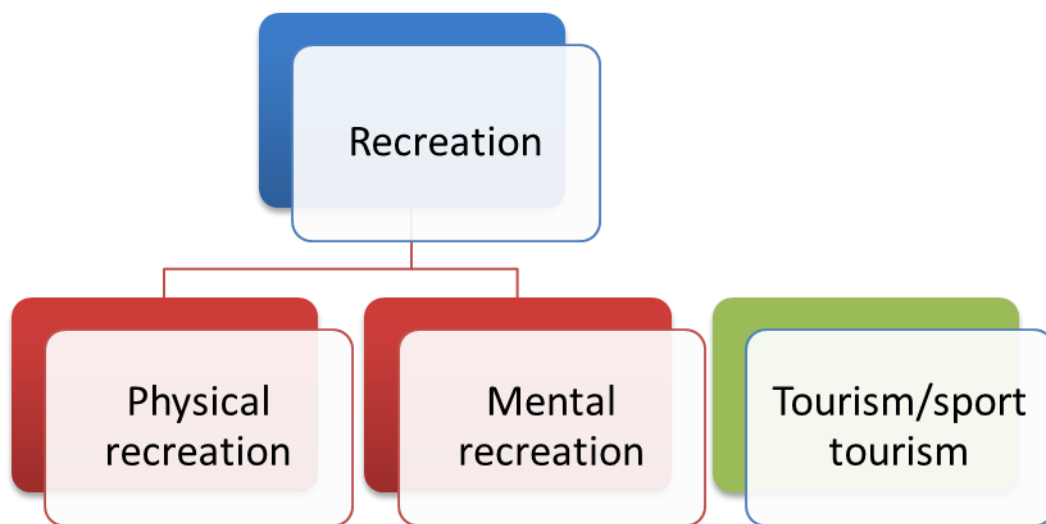 Recreation
Physical
recreation
Mental
recreation
Tourism/sport
tourism